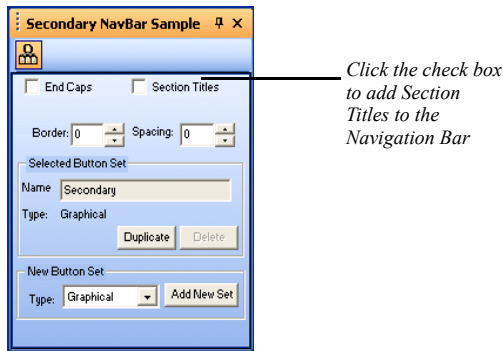 Secondary NavBar Sample
End Caps Section Titles
Click the check box
to add Section
Titles to the
Navigation Bar
Border: 0 Spacing: 0
Selected Button Set
Name Secondary
Type: Graphical
Duplicate Delete
New Button Set
Type: Graphical Add New Set